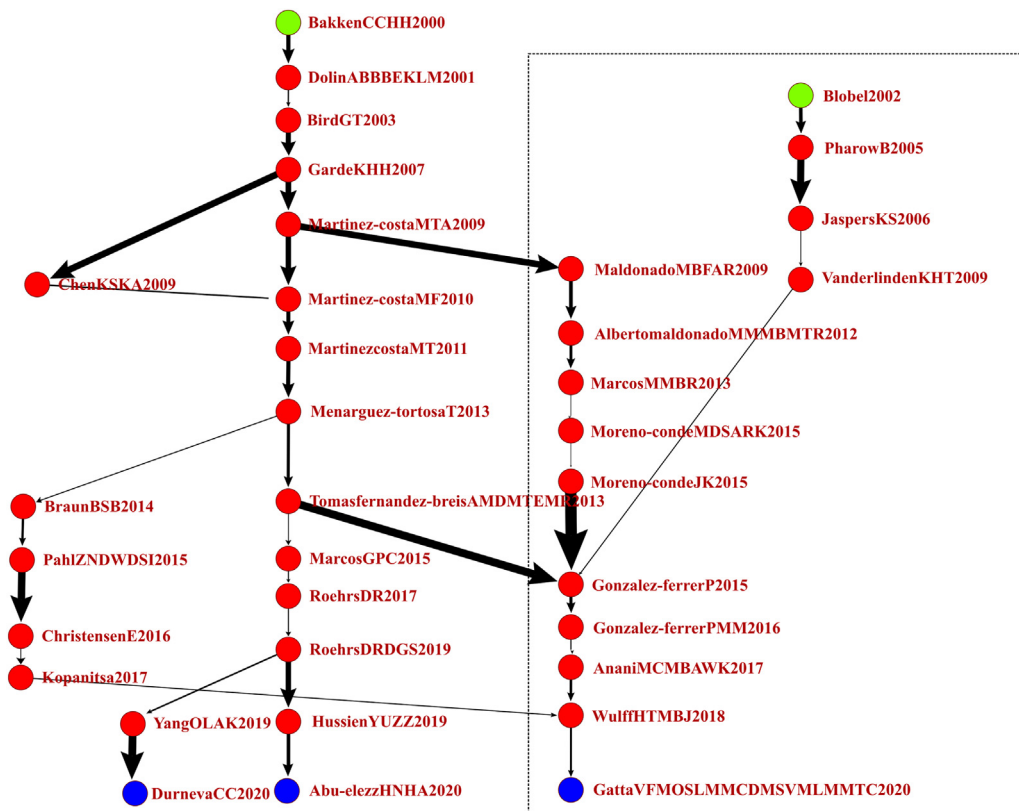 BakkenCCHH2000
DolinABBBEKLM2001
Blobel2002
BirdGT2003
PharowB2005
GardeKHH2007
JaspersKS2006
Martinez-costaMTA2009
MaldonadoMBFAR2009
VanderlindenKHT2009
ChenKSKA2009
Martinez-costaMF2010
AlbertomaldonadoMMMBMTR2012
MartinezcostaMT2011
MarcosMMBR2013
Menarguez-tortosaT2013
Moreno-condeMDSARK2015
Moreno-condeJK2015
Tomasfernandez-breisAMDMTEMR2013
BraunBSB2014
PahlZNDWDSI2015
MarcosGPC2015
Gonzalez-ferrerP2015
RoehrsDR2017
Gonzalez-ferrerPMM2016
ChristensenE2016
RoehrsDRDGS2019
AnaniMCMBAWK2017
Kopanitsa2017
WulffHTMBJ2018
YangOLAK2019
HussienYUZZ2019
DurnevaCC2020
Abu-elezzHNHA2020
GattaVFMOSLMMCDMSVMLMMTC2020